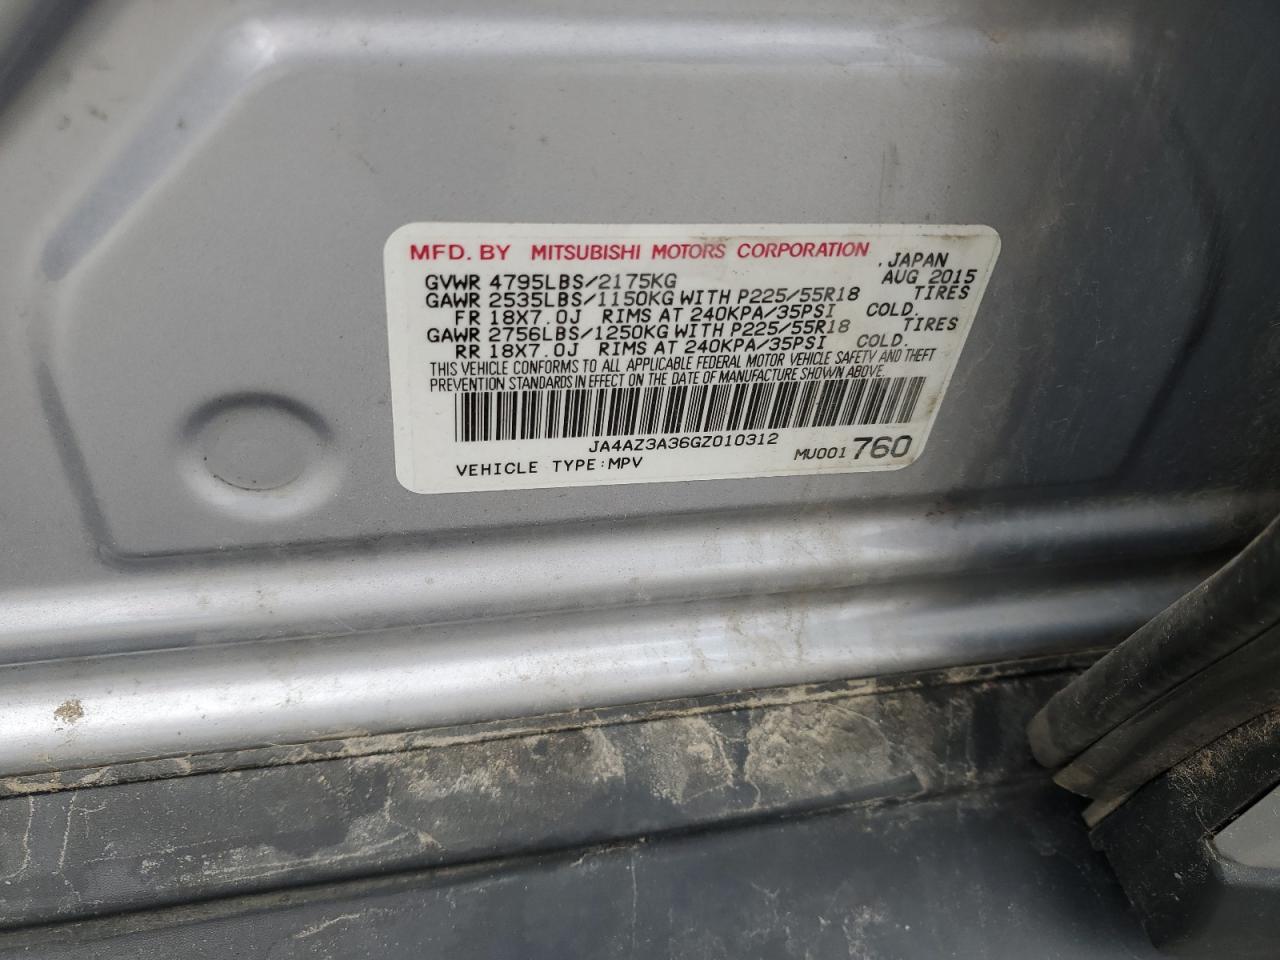 MFD. BY MITSUBISHI MOTORS CORPORATION . JAPAN
GVWR 4795LBS/2175KG AUG 2015
GAWR 2535LBS/1150KG WITH P225/55R18 TIRES
FR 18X7.0J RIMS AT 240KPA/35PSI COLD.
GAWR 2756LBS/1250KG WITH P225/55R18 TIRES
RR 18X7.0J RIMS AT 240KPA/35PSI COLD.
THIS VEHICLE CONFORMS TO ALL APPLICABLE FEDERAL MOTOR VEHICLE SAFETY AND THEFT
PREVENTION STANDARDS IN EFFECT ON THE DATE OF MANUFACTURE SHOWN ABOVE.
JA4AZ3A36GZ010312
VEHICLE TYPE:MPV MU001 760